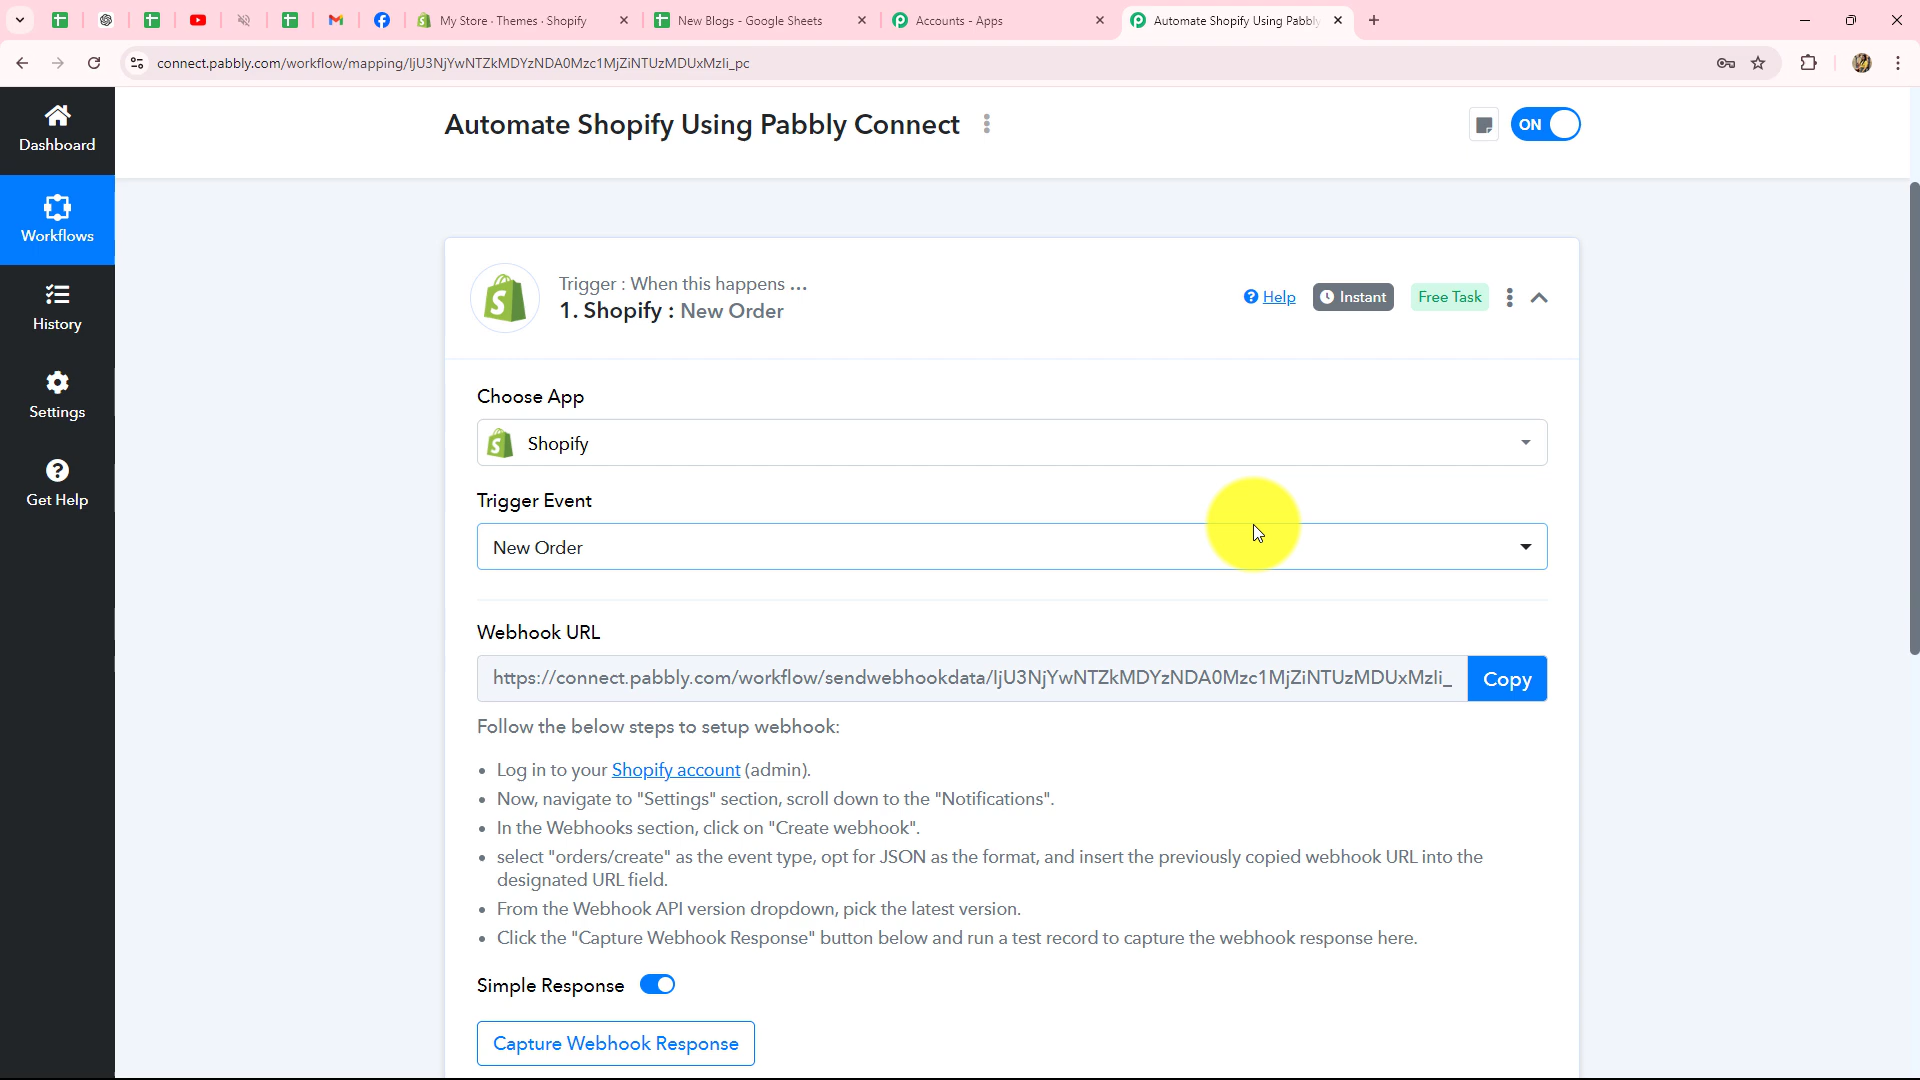 My Store · Themes · Shopify
New Blogs - Google Sheets
Accounts - Apps
Automate Shopify Using Pabbly
connect.pabbly.com/workflow/mapping/IjU3NjYwNTZkMDYzNDA0Mzc1MjZiNTUzMDUxMzIi_pc
Dashboard
Workflows
History
Settings
Get Help
Automate Shopify Using Pabbly Connect
ON
Trigger : When this happens ...
1. Shopify : New Order
Help
Instant
Free Task
Choose App
Shopify
Trigger Event
New Order
Webhook URL
https://connect.pabbly.com/workflow/sendwebhookdata/IjU3NjYwNTZkMDYzNDA0Mzc1MjZiNTUzMDUxMzIi_
Copy
Follow the below steps to setup webhook:
• Log in to your Shopify account (admin).
• Now, navigate to "Settings" section, scroll down to the "Notifications".
• In the Webhooks section, click on "Create webhook".
• select "orders/create" as the event type, opt for JSON as the format, and insert the previously copied webhook URL into the
designated URL field.
• From the Webhook API version dropdown, pick the latest version.
• Click the "Capture Webhook Response" button below and run a test record to capture the webhook response here.
Simple Response
Capture Webhook Response